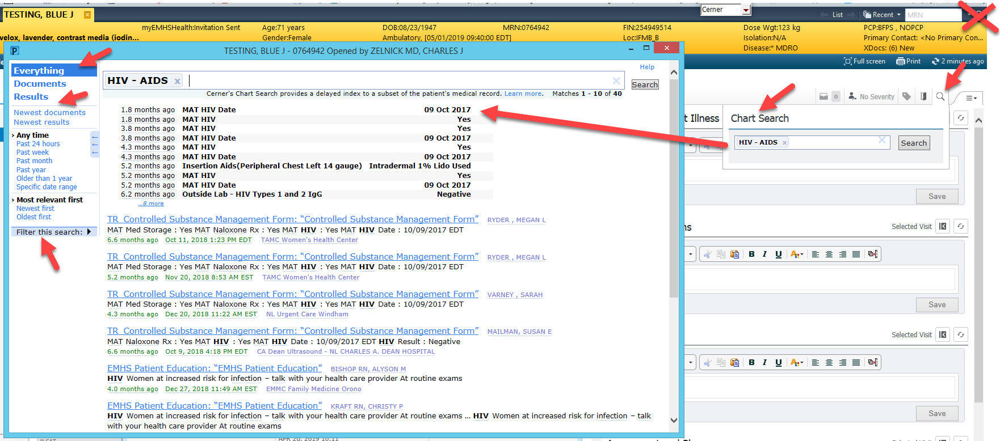 Cerner
TESTING, BLUE J
List
Recent
MRN
myEMHSHealth:Invitation Sent
Age:71 years
DOB:08/23/1947
MRN:0764942
FIN:254949514
Dose Wgt:123 kg
PCP:BFPS , NOPCP
velox, lavender, contrast media (iodin...
Gender:Female
Ambulatory, [05/01/2019 09:40:00 EDT]
Loc:IFMB_B
Isolation:N/A
Primary Contact: <No Primary Con...
Disease:* MDRO
XDocs: (6) New
TESTING, BLUE J - 0764942 Opened by ZELNICK MD, CHARLES J
Full screen
Print
2 minutes ago
Everything
Documents
Results
Newest documents
Newest results
› Any time
Past 24 hours
Past week
Past month
Past year
Older than 1 year
Specific date range
› Most relevant first
Newest first
Oldest first
Filter this search:
Help
HIV - AIDS x
Search
Cerner's Chart Search provides a delayed index to a subset of the patient's medical record. Learn more. Matches 1 - 10 of 40
1.8 months ago MAT HIV Date 09 Oct 2017
1.8 months ago MAT HIV Yes
3.8 months ago MAT HIV Yes
3.8 months ago MAT HIV Date 09 Oct 2017
4.3 months ago MAT HIV Yes
4.3 months ago MAT HIV Date 09 Oct 2017
5.2 months ago Insertion Aids(Peripheral Chest Left 14 gauge) Intradermal 1% Lido Used
5.2 months ago MAT HIV Yes
5.2 months ago MAT HIV Date 09 Oct 2017
6.2 months ago Outside Lab - HIV Types 1 and 2 IgG Negative
...8 more
TR Controlled Substance Management Form: “Controlled Substance Management Form” RYDER , MEGAN L
MAT Med Storage : Yes MAT Naloxone Rx : Yes MAT HIV : Yes MAT HIV Date : 10/09/2017 EDT
6.6 months ago Oct 11, 2018 1:23 PM EDT TAMC Women's Health Center
TR Controlled Substance Management Form: “Controlled Substance Management Form” RYDER , MEGAN L
MAT Med Storage : Yes MAT Naloxone Rx : Yes MAT HIV : Yes MAT HIV Date : 10/09/2017 EDT
5.2 months ago Nov 20, 2018 8:53 AM EST TAMC Women's Health Center
TR Controlled Substance Management Form: “Controlled Substance Management Form” VARNEY , SARAH
MAT Med Storage : Yes MAT Naloxone Rx : Yes MAT HIV : Yes MAT HIV Date : 10/09/2017 EDT
4.3 months ago Dec 20, 2018 11:22 AM EST NL Urgent Care Windham
TR Controlled Substance Management Form: “Controlled Substance Management Form” MAILMAN, SUSAN E
MAT Naloxone Rx : Yes MAT HIV : Yes MAT HIV Date : 10/09/2017 EDT HIV Result : Negative
6.6 months ago Oct 9, 2018 4:18 PM EDT CA Dean Ultrasound - NL CHARLES A. DEAN HOSPITAL
EMHS Patient Education: “EMHS Patient Education” BISHOP RN, ALYSON M
HIV Women at increased risk for infection – talk with your health care provider At routine exams
4.0 months ago Dec 27, 2018 11:49 AM EST EMMC Family Medicine Orono
EMHS Patient Education: “EMHS Patient Education” KRAFT RN, CHRISTY P
HIV Women at increased risk for infection – talk with your health care provider At routine exams ... HIV Women at increased risk for infection – talk
with your health care provider At routine exams
0
No Severity
t Illness
Chart Search
HIV - AIDS x
Search
Save
ns
Selected Visit
B I U A
Save
Selected Visit
B I U A
Save